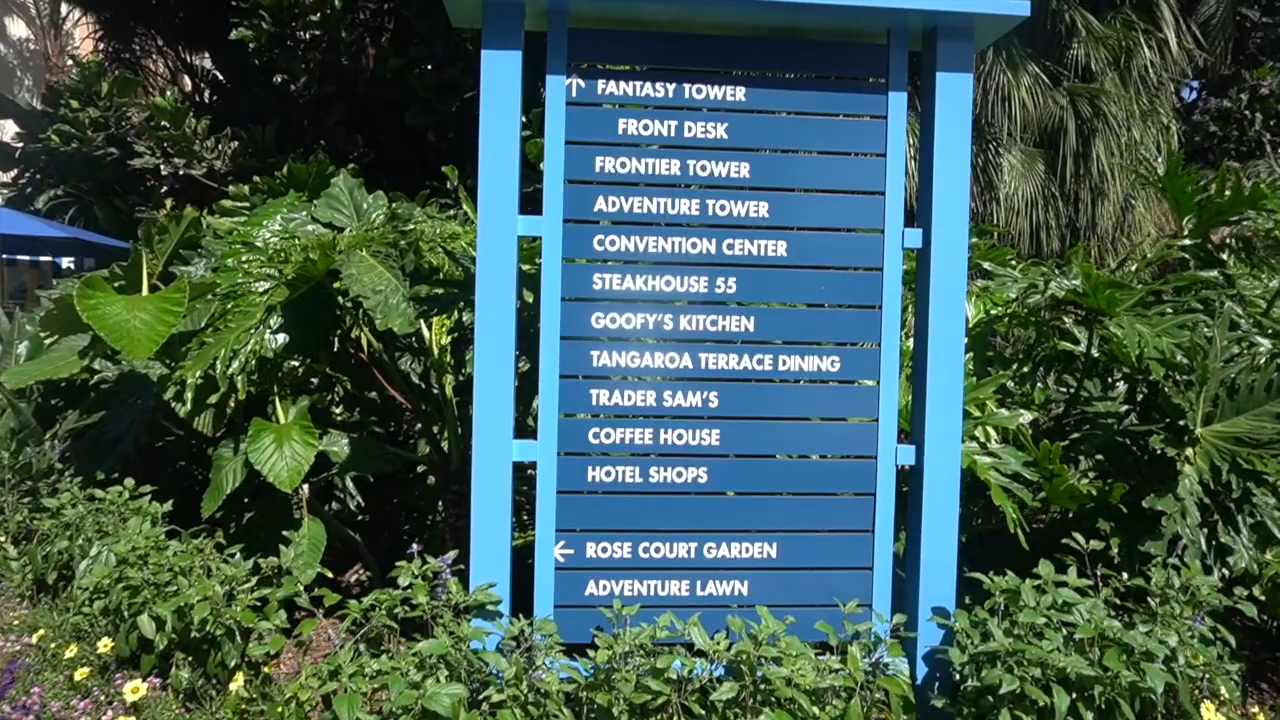 ↑ FANTASY TOWER
FRONT DESK
FRONTIER TOWER
ADVENTURE TOWER
CONVENTION CENTER
STEAKHOUSE 55
GOOFY'S KITCHEN
TANGAROA TERRACE DINING
TRADER SAM'S
COFFEE HOUSE
HOTEL SHOPS
← ROSE COURT GARDEN
ADVENTURE LAWN